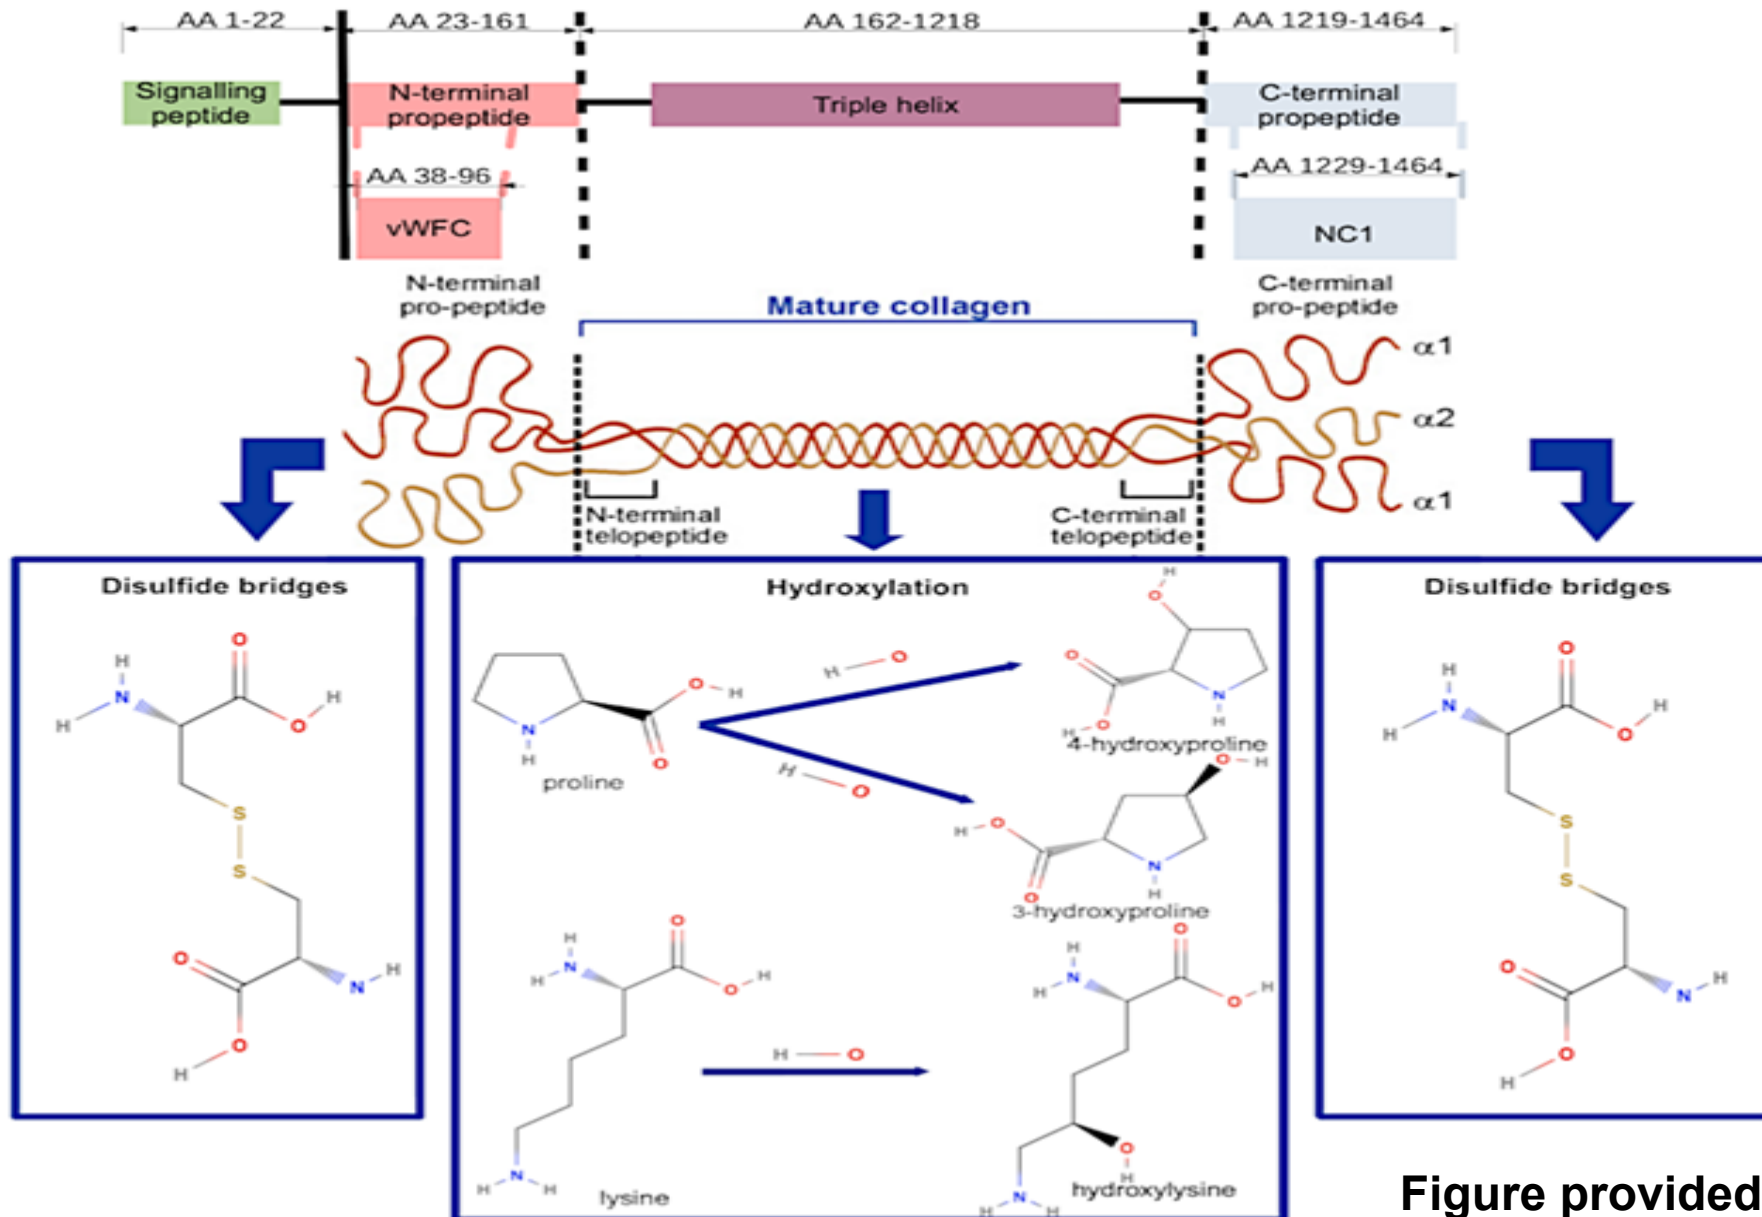 AA 1-22
AA 23-161
AA 162-1218
AA 1219-1464
Signalling
peptide
N-terminal
propeptide
Triple helix
C-terminal
propeptide
AA 38-96
AA 1229-1464
vWFC
NC1
N-terminal
pro-peptide
Mature collagen
C-terminal
pro-peptide
α1
α2
α1
N-terminal
telopeptide
C-terminal
telopeptide
Disulfide bridges
H
N
H
O
O
H
S
S
O
O
H
N
H
Hydroxylation
N
H
O
H
O
proline
H
O
H
O
H
O
O
H
N
H
O
H
4-hydroxyproline
O
H
H
O
O
N
H
3-hydroxyproline
H
N
H
O
O
H
N
H
H
lysine
H
O
H
N
H
O
O
H
O
H
N
H
H
hydroxylysine
Disulfide bridges
H
N
H
O
O
H
S
S
O
O
H
N
H
Figure provided